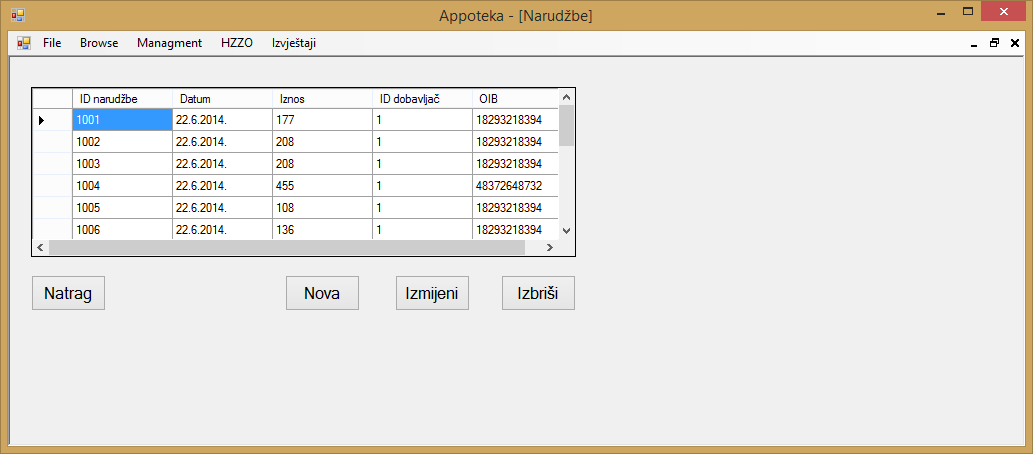 Appoteka - [Narudžbe]
File Browse Managment HZZO Izvještaji
ID narudžbe Datum Iznos ID dobavljač OIB
1001 22.6.2014. 177 1 18293218394
1002 22.6.2014. 208 1 18293218394
1003 22.6.2014. 208 1 18293218394
1004 22.6.2014. 455 1 48372648732
1005 22.6.2014. 108 1 18293218394
1006 22.6.2014. 136 1 18293218394
Natrag Nova Izmijeni Izbriši